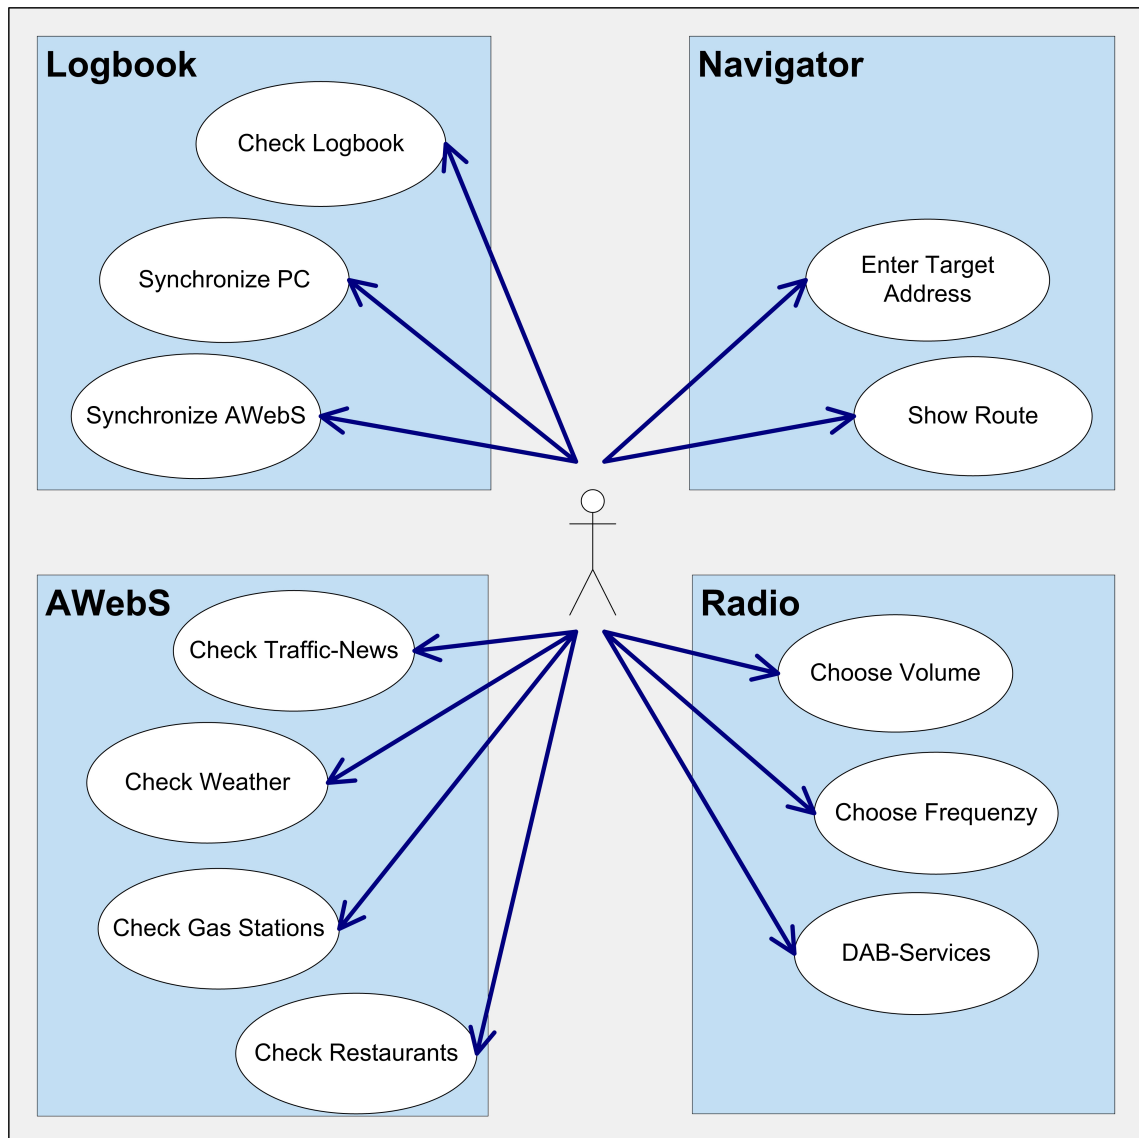 Logbook
Check Logbook
Synchronize PC
Synchronize AWebS
Navigator
Enter Target
Address
Show Route
AWebS
Check Traffic-News
Check Weather
Check Gas Stations
Check Restaurants
Radio
Choose Volume
Choose Frequenzy
DAB-Services